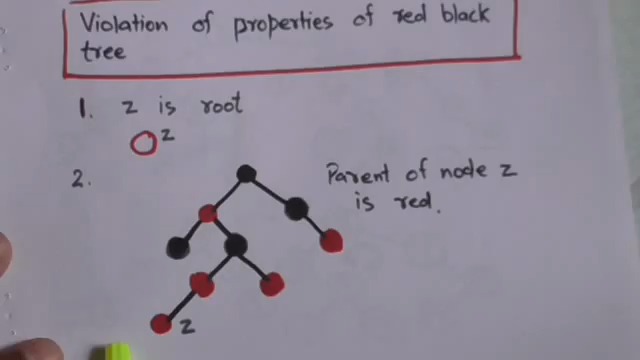 Violation of properties of red black
tree
1. z is root
z
2.
Parent of node z
is red.
z